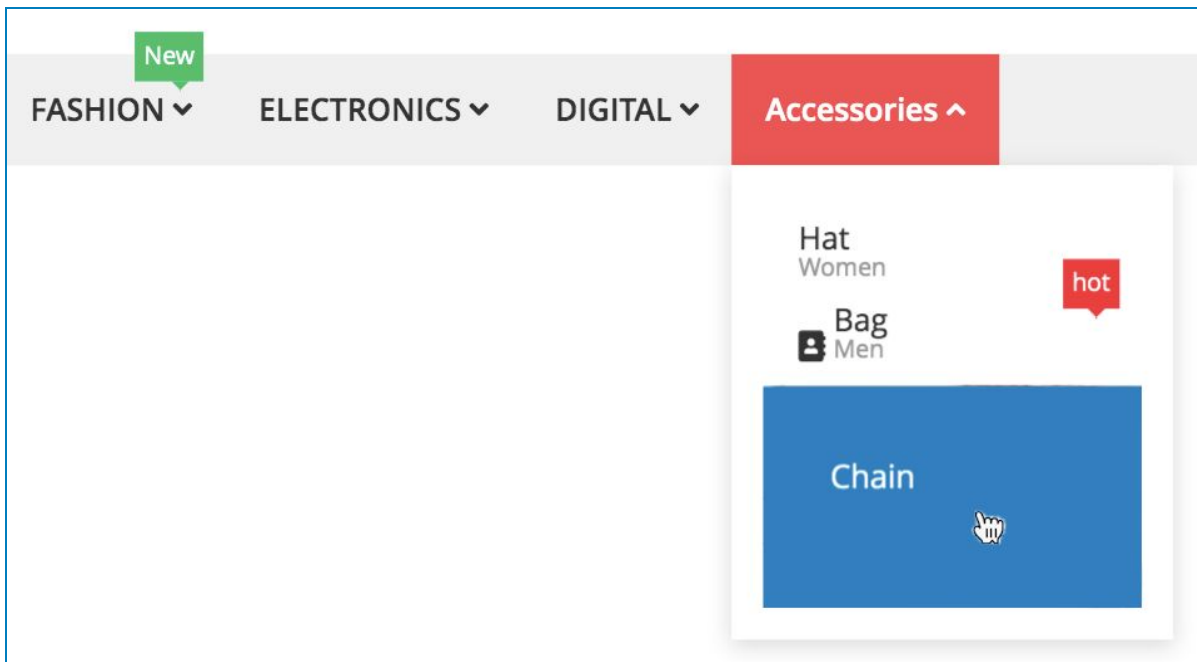 New
FASHION ELECTRONICS DIGITAL Accessories
Hat
Women
hot
Bag
Men
Chain